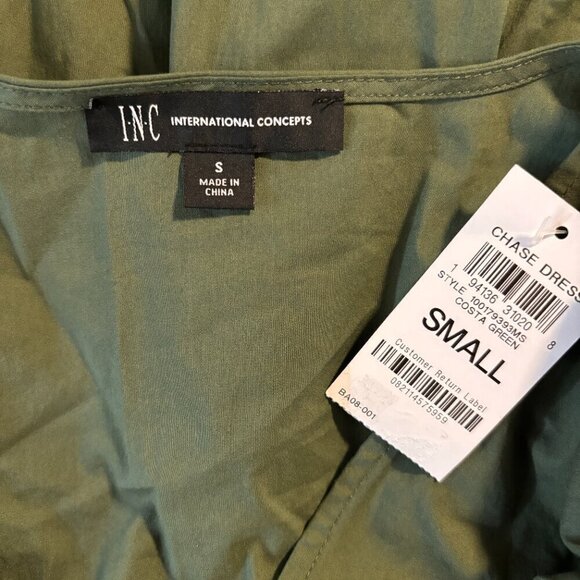 I·N·C INTERNATIONAL CONCEPTS
S
MADE IN
CHINA
CHASE DRESS
1 94136 31020 8
STYLE 100179393MS
COSTA GREEN
SMALL
Customer Return Label
082114575959
BA08-001